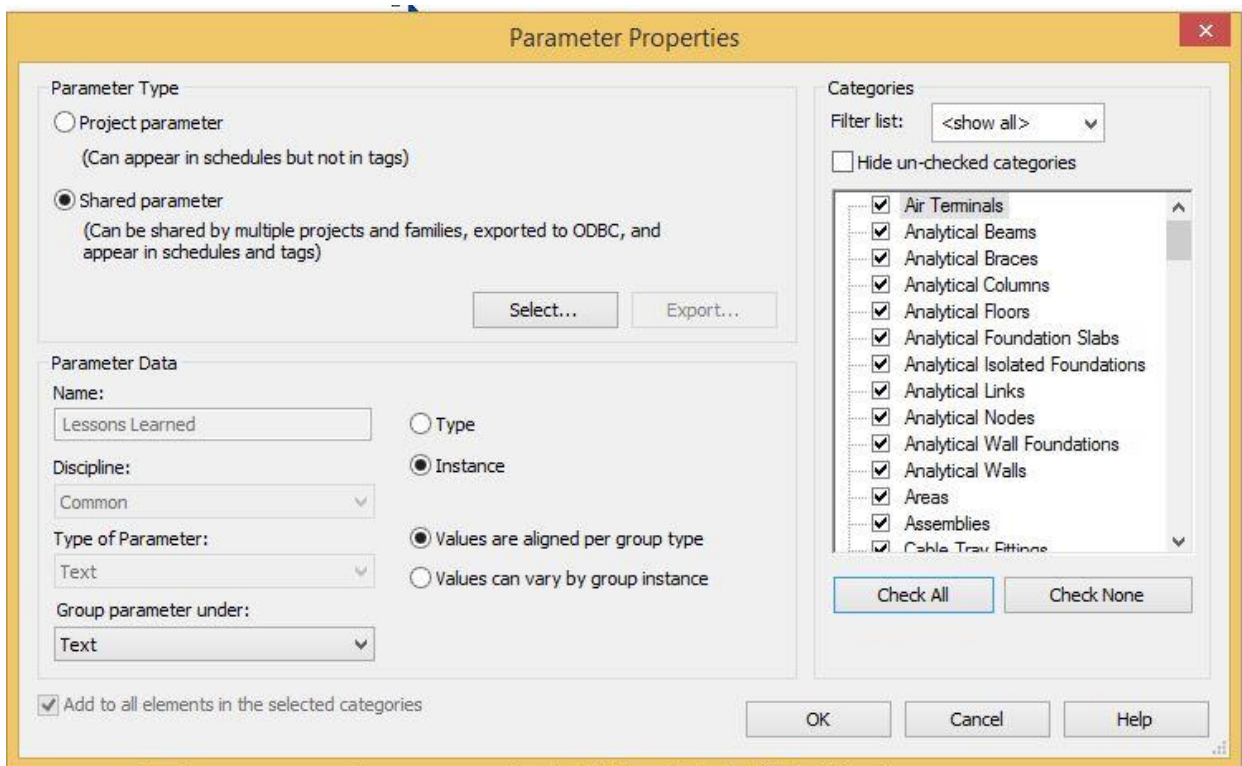 Parameter Properties
Parameter Type
Project parameter
(Can appear in schedules but not in tags)
Shared parameter
(Can be shared by multiple projects and families, exported to ODBC, and
appear in schedules and tags)
Select...
Export...
Parameter Data
Name:
Lessons Learned
Type
Discipline:
Instance
Common
Type of Parameter:
Values are aligned per group type
Text
Values can vary by group instance
Group parameter under:
Text
Add to all elements in the selected categories
Categories
Filter list:
<show all>
Hide un-checked categories
Air Terminals
Analytical Beams
Analytical Braces
Analytical Columns
Analytical Floors
Analytical Foundation Slabs
Analytical Isolated Foundations
Analytical Links
Analytical Nodes
Analytical Wall Foundations
Analytical Walls
Areas
Assemblies
Cable Tray Fittings
Check All
Check None
OK
Cancel
Help